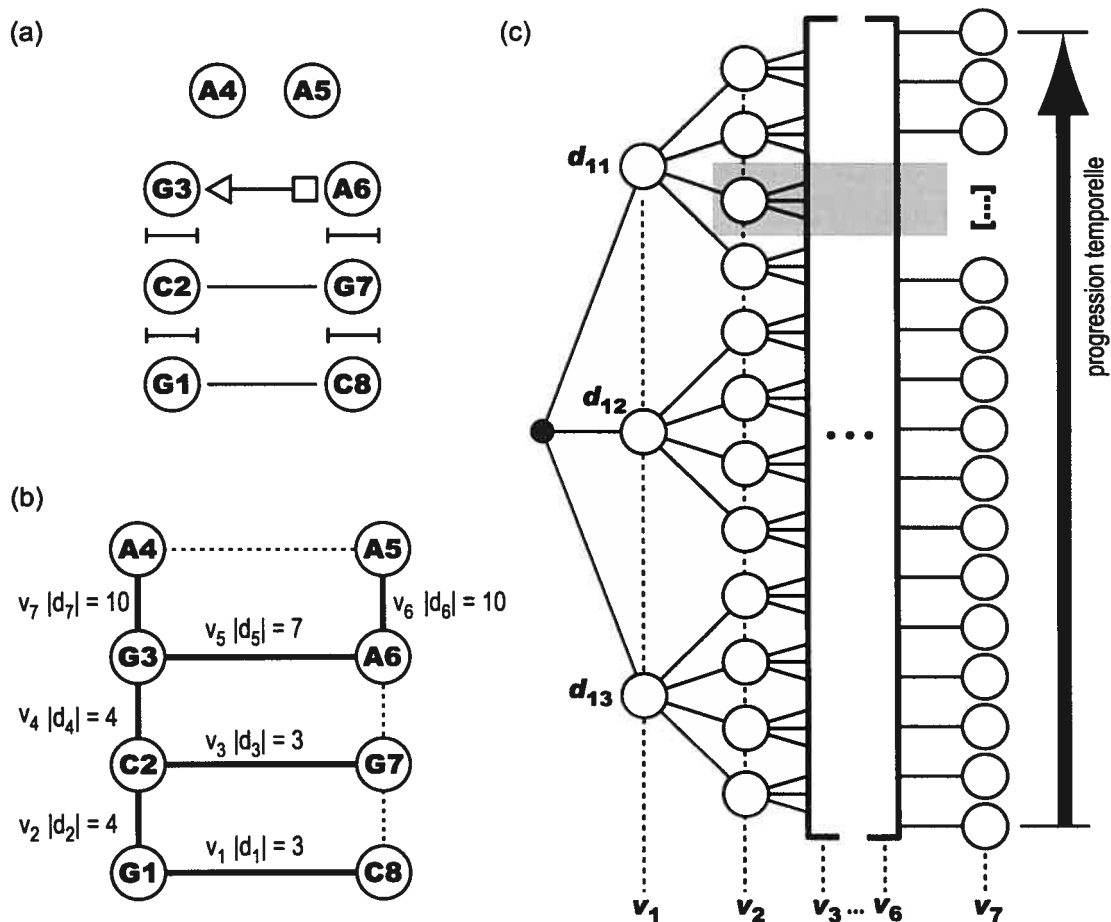 (a)
A4 A5
G3 A6
C2 G7
G1 C8
(b)
A4 A5
v7 |d7| = 10
v6 |d6| = 10
v5 |d5| = 7
G3 A6
v4 |d4| = 4
v3 |d3| = 3
C2 G7
v2 |d2| = 4
v1 |d1| = 3
G1 C8
(c)
d11
d12
d13
...
[...]
progression temporelle
v1 v2 v3 ... v6 v7